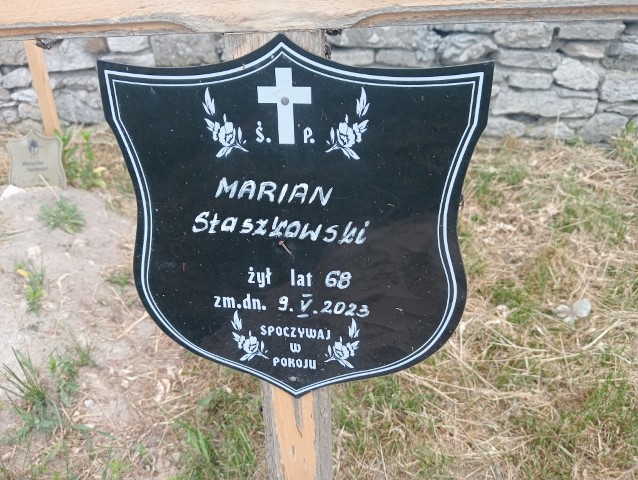 Ś. P.
MARIAN
Staszkowski
żył lat 68
zm.dn. 9.V.2023
SPOCZYWAJ
W
POKOJU